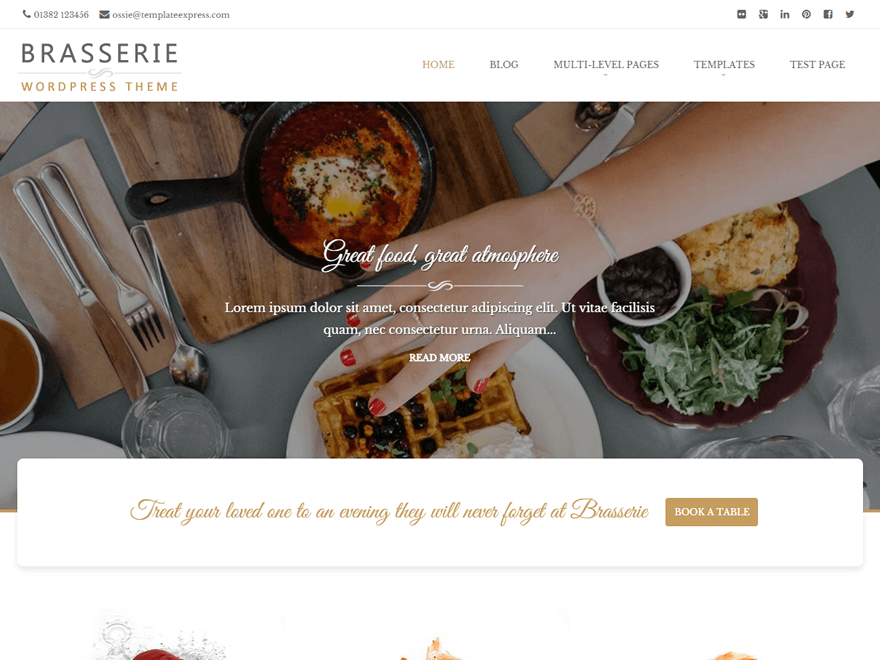 01382 123456 ossie@templateexpress.com
BRASSERIE
WORDPRESS THEME
HOME BLOG MULTI-LEVEL PAGES TEMPLATES TEST PAGE
Great food, great atmosphere
Lorem ipsum dolor sit amet, consectetur adipiscing elit. Ut vitae facilisis
quam, nec consectetur urna. Aliquam...
READ MORE
Treat your loved one to an evening they will never forget at Brasserie
BOOK A TABLE